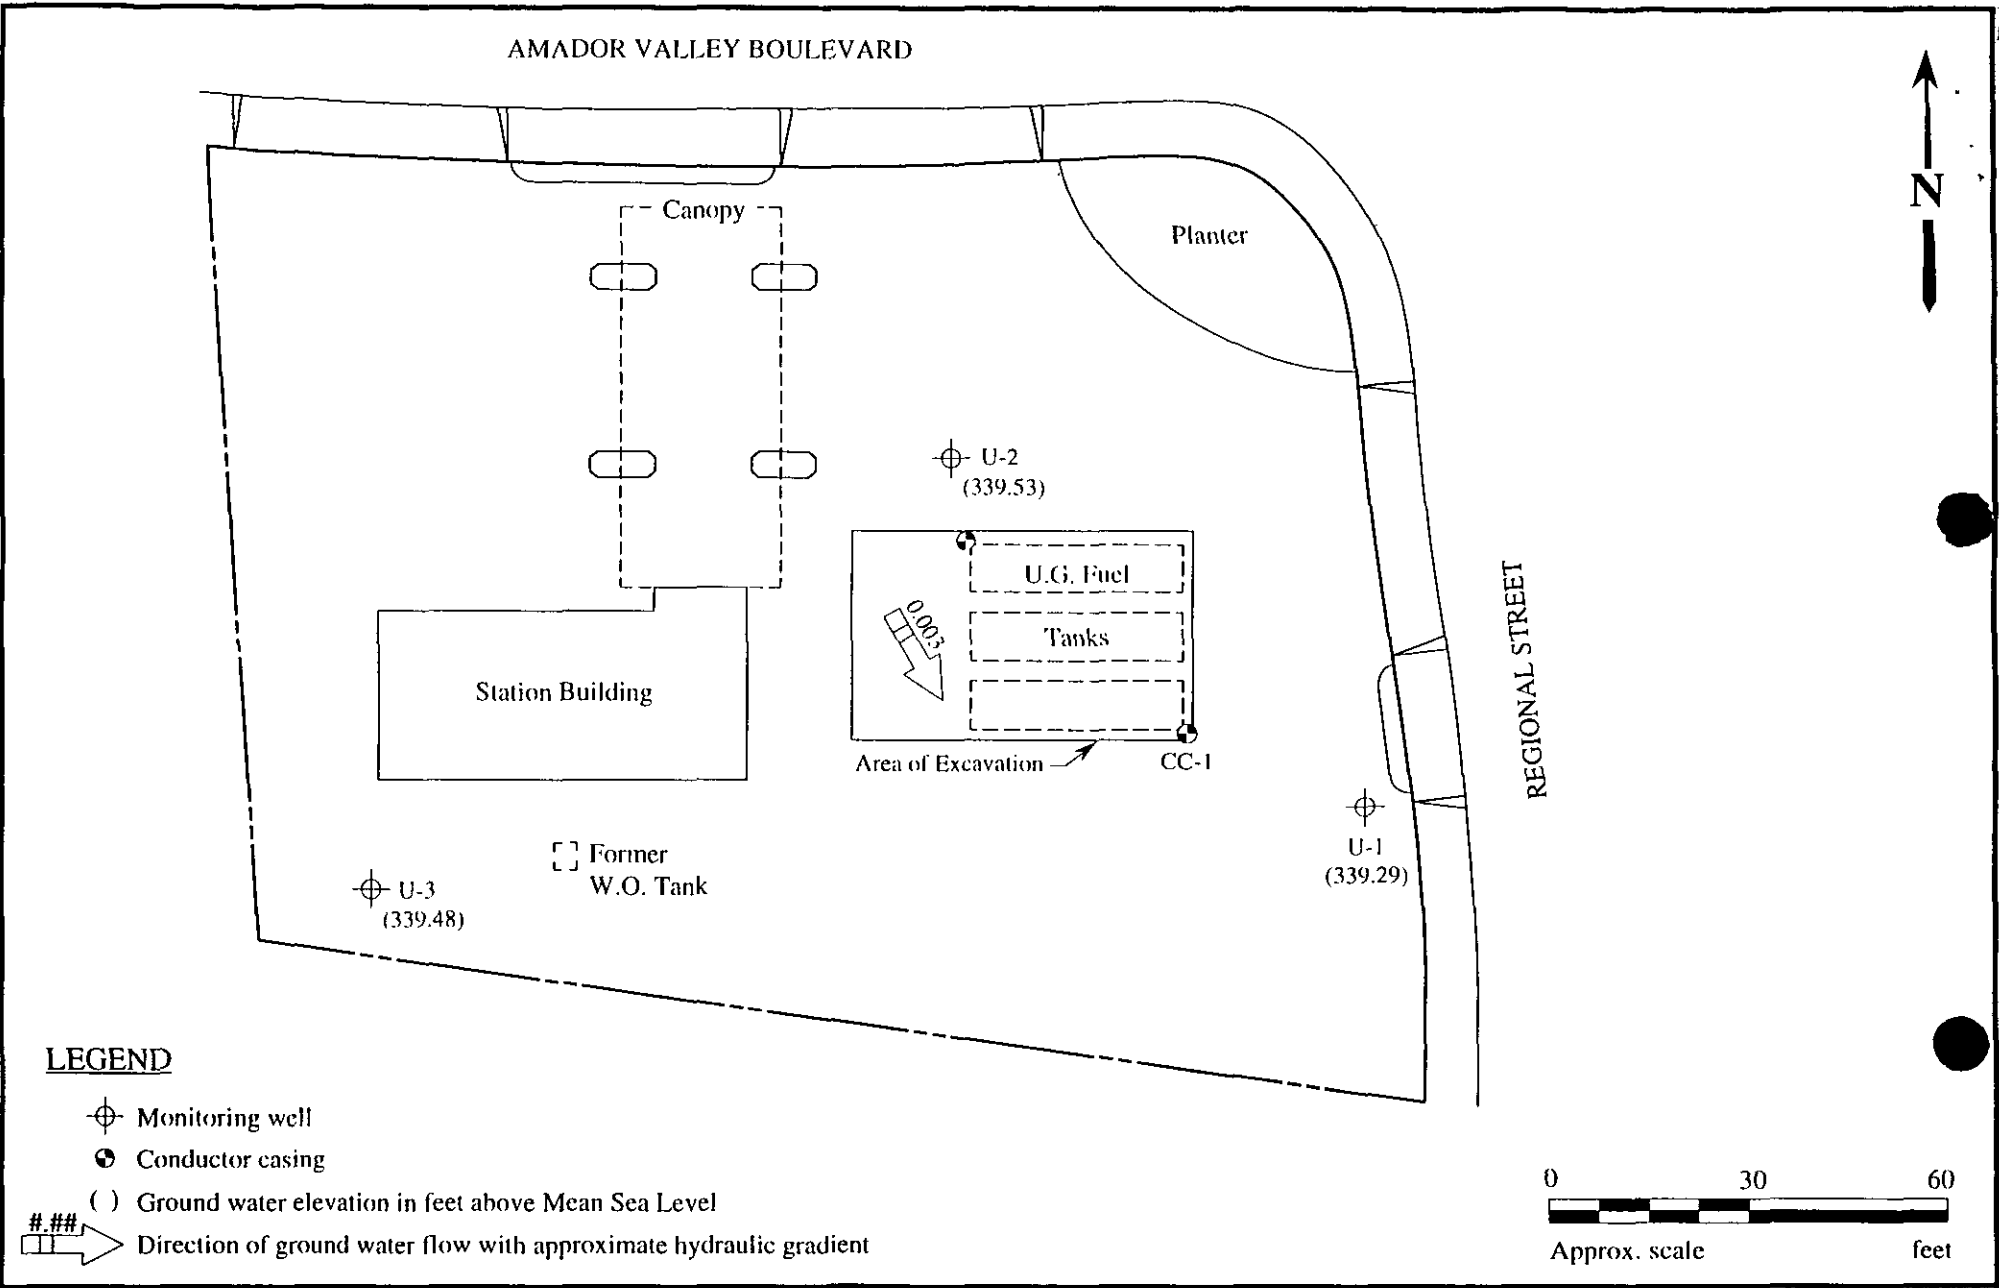 AMADOR VALLEY BOULEVARD
N
Canopy
Planter
U-2
(339.53)
U.G. Fuel
0.003
Tanks
Station Building
REGIONAL STREET
Area of Excavation
CC-1
U-1
(339.29)
Former
W.O. Tank
U-3
(339.48)
LEGEND
Monitoring well
Conductor casing
( ) Ground water elevation in feet above Mean Sea Level
#.##
Direction of ground water flow with approximate hydraulic gradient
0 30 60
Approx. scale feet